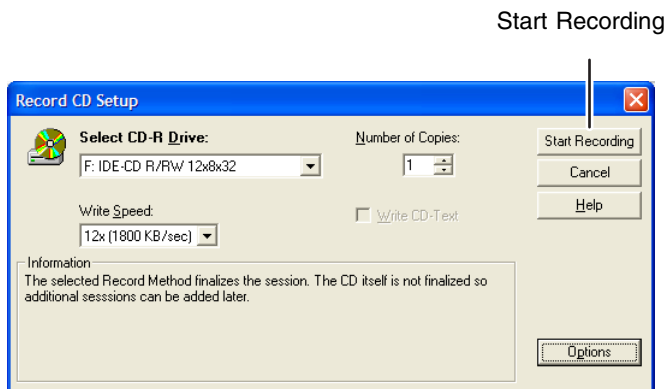 Start Recording
Record CD Setup
Select CD-R Drive:
Number of Copies:
Start Recording
F: IDE-CD R/RW 12x8x32
1
Cancel
Write Speed:
Write CD-Text
Help
12x (1800 KB/sec)
Information
The selected Record Method finalizes the session. The CD itself is not finalized so
additional sesssions can be added later.
Options